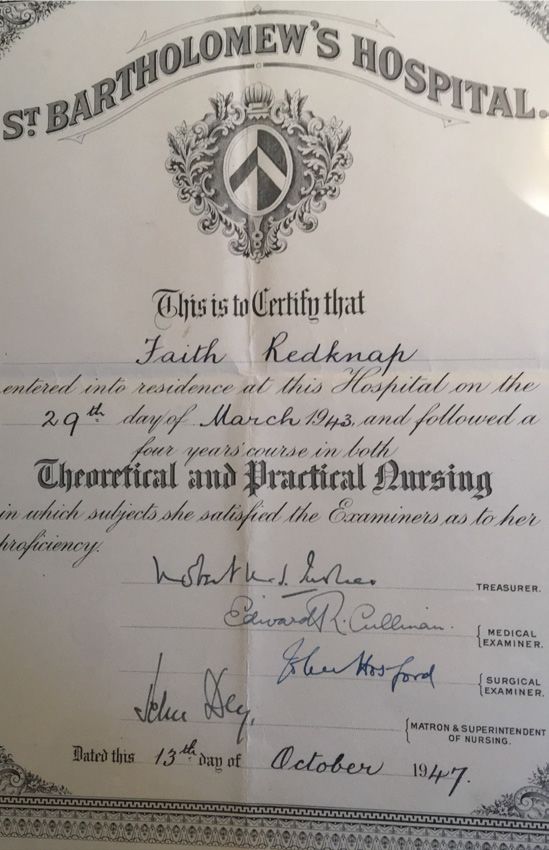 ST BARTHOLOMEW'S HOSPITAL.
This is to Certify that
Faith Redknap
entered into residence at this Hospital on the
29th day of March 1943, and followed a
four years' course in both
Theoretical and Practical Nursing
in which subjects she satisfied the Examiners as to her
proficiency.
TREASURER.
Edward R. Cullinan.
MEDICAL
EXAMINER.
John Hosford
SURGICAL
EXAMINER.
MATRON & SUPERINTENDENT
OF NURSING.
Dated this 13th day of October 1947.